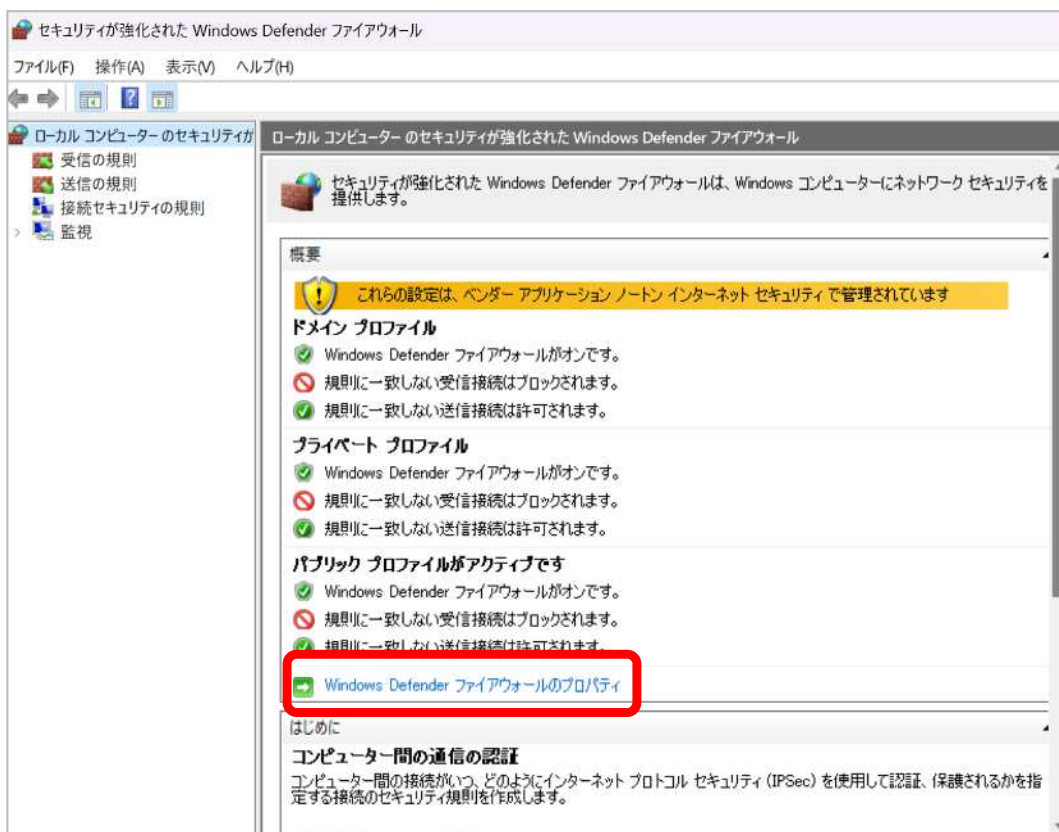 セキュリティが強化された Windows Defender ファイアウォール
ファイル(F) 操作(A) 表示(V) ヘルプ(H)
ローカル コンピューター のセキュリティが
受信の規則
送信の規則
接続セキュリティの規則
監視
ローカル コンピューター のセキュリティが強化された Windows Defender ファイアウォール
セキュリティが強化された Windows Defender ファイアウォールは、Windows コンピューターにネットワーク セキュリティを
提供します。
概要
これらの設定は、ベンダー アプリケーション ノートン インターネット セキュリティ で管理されています
ドメイン プロファイル
Windows Defender ファイアウォールがオンです。
規則に一致しない受信接続はブロックされます。
規則に一致しない送信接続は許可されます。
プライベート プロファイル
Windows Defender ファイアウォールがオンです。
規則に一致しない受信接続はブロックされます。
規則に一致しない送信接続は許可されます。
パブリック プロファイルがアクティブです
Windows Defender ファイアウォールがオンです。
規則に一致しない受信接続はブロックされます。
規則に一致しない送信接続は許可されます。
Windows Defender ファイアウォールのプロパティ
はじめに
コンピューター間の通信の認証
コンピューター間の接続がいつ、どのようにインターネット プロトコル セキュリティ (IPSec) を使用して認証、保護されるかを指
定する接続のセキュリティ規則を作成します。